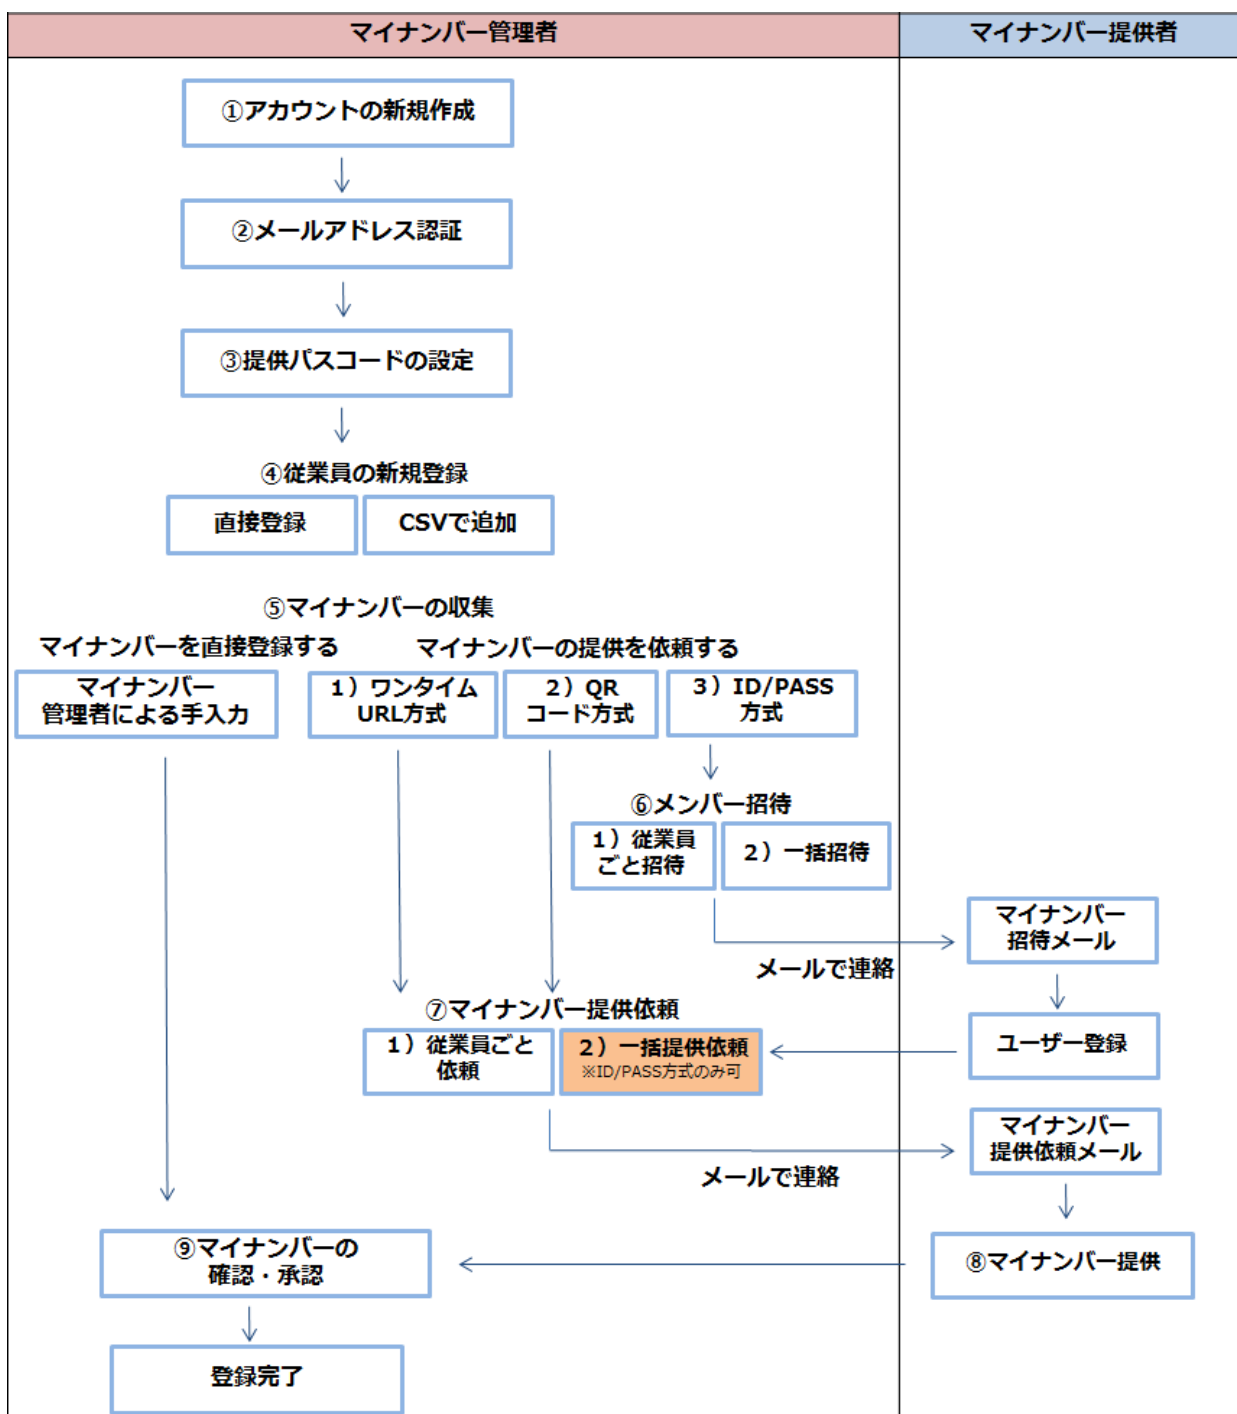 マイナンバー管理者
マイナンバー提供者
①アカウントの新規作成
②メールアドレス認証
③提供パスコードの設定
④従業員の新規登録
直接登録
CSVで追加
⑤マイナンバーの収集
マイナンバーを直接登録する
マイナンバーの提供を依頼する
マイナンバー
管理者による手入力
1）ワンタイム
URL方式
2）QR
コード方式
3）ID/PASS
方式
⑥メンバー招待
1）従業員
ごと招待
2）一括招待
マイナンバー
招待メール
メールで連絡
⑦マイナンバー提供依頼
1）従業員ごと
依頼
2）一括提供依頼
※ID/PASS方式のみ可
ユーザー登録
マイナンバー
提供依頼メール
メールで連絡
⑨マイナンバーの
確認・承認
⑧マイナンバー提供
登録完了